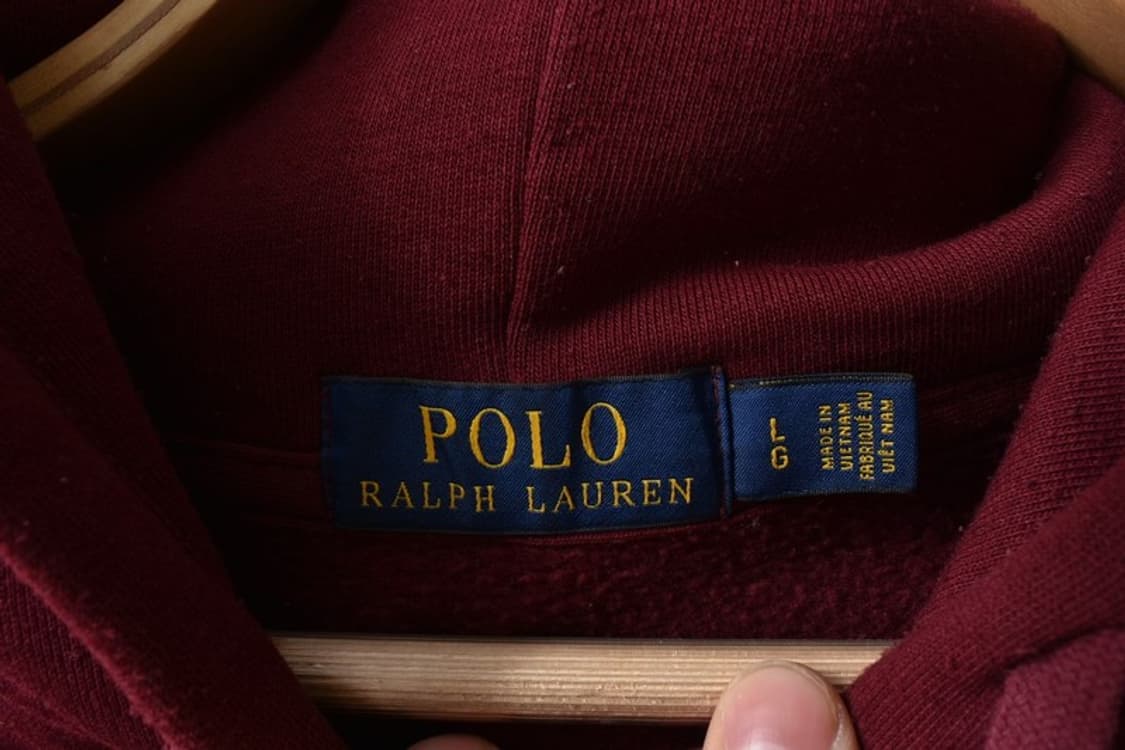 POLO
RALPH LAUREN
L
G
MADE IN
VIETNAM
FABRIQUÉ AU
VIÊT NAM